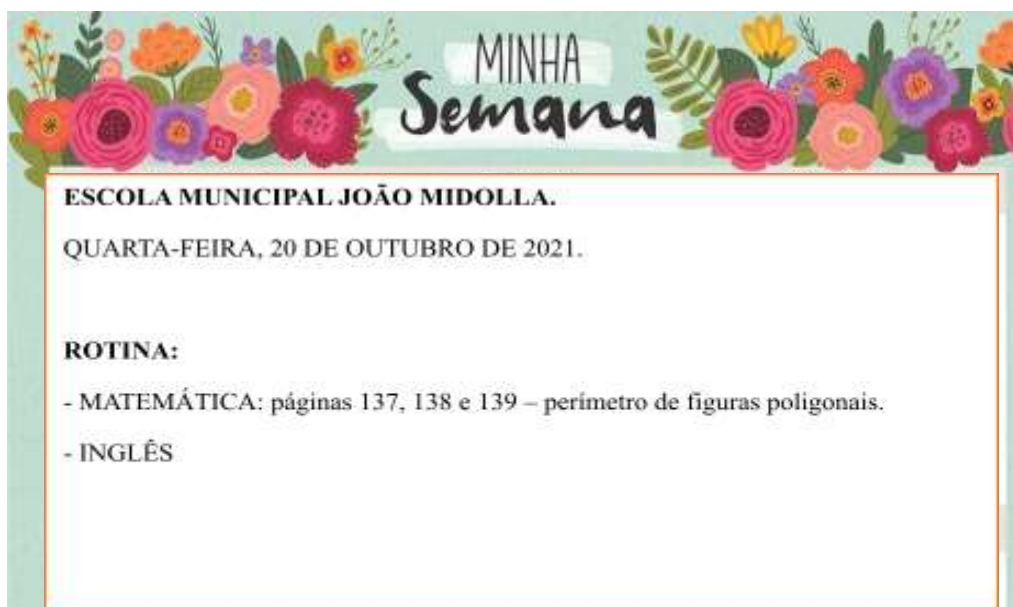 MINHA
Semana
ESCOLA MUNICIPAL JOÃO MIDOLLA.
QUARTA-FEIRA, 20 DE OUTUBRO DE 2021.
ROTINA:
- MATEMÁTICA: páginas 137, 138 e 139 – perímetro de figuras poligonais.
- INGLÊS